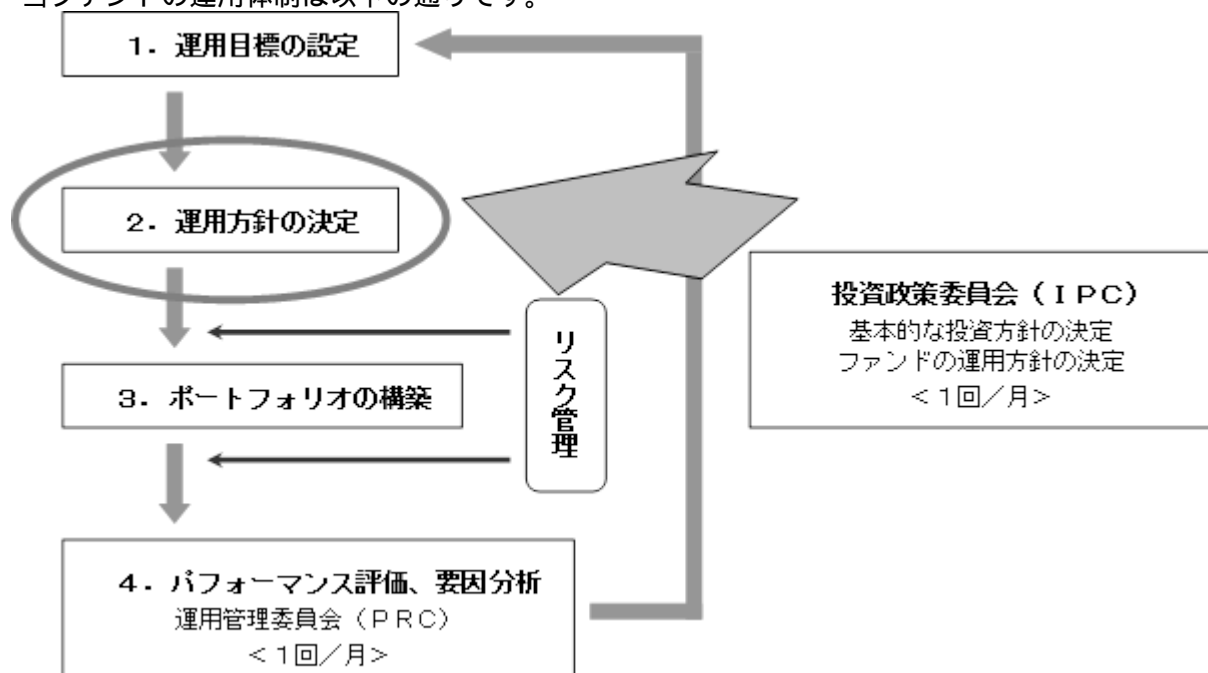 当ファンドの運用体制は以下の通りです。
１．運用目標の設定
２．運用方針の決定
３．ポートフォリオの構築
リスク管理
４．パフォーマンス評価、要因分析
運用管理委員会（ＰＲＣ）
＜１回／月＞
投資政策委員会（ＩＰＣ）
基本的な投資方針の決定
ファンドの運用方針の決定
＜１回／月＞